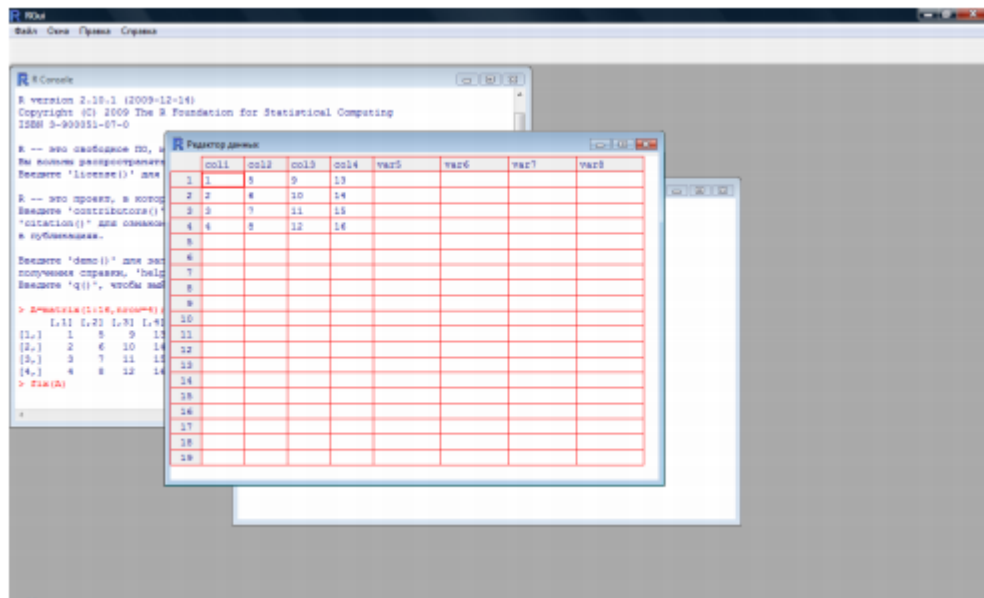 RGui
Файл Окна Правка Справка
R Console
R version 2.10.1 (2009-12-14)
Copyright (C) 2009 The R Foundation for Statistical Computing
ISBN 3-900051-07-0
R -- это свободное ПО, и
Вы вольны распространять
Введите 'license()' для
R -- это проект, в котор
Введите 'contributors()'
'citation()' для ознаком
в публикациях.
Введите 'demo()' для зап
получения справки, 'help
Введите 'q()', чтобы вый
> A=matrix(1:16,nrow=4)
[,1] [,2] [,3] [,4]
[1,] 1 5 9 13
[2,] 2 6 10 14
[3,] 3 7 11 15
[4,] 4 8 12 16
> fix(A)
Редактор данных
col1 col2 col3 col4 var5 var6 var7 var8
1 1 5 9 13
2 2 6 10 14
3 3 7 11 15
4 4 8 12 16
5
6
7
8
9
10
11
12
13
14
15
16
17
18
19